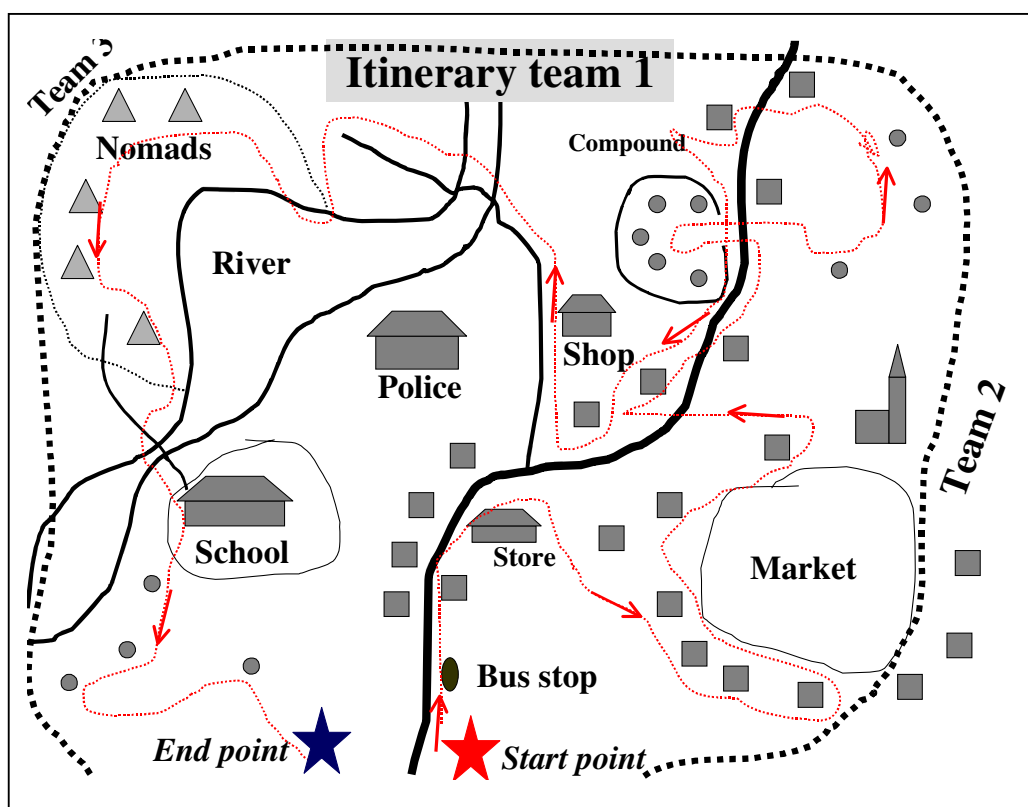 Itinerary team 1
Team 3
Nomads
Compound
River
Shop
Police
Team 2
School
Store
Market
Bus stop
End point
Start point